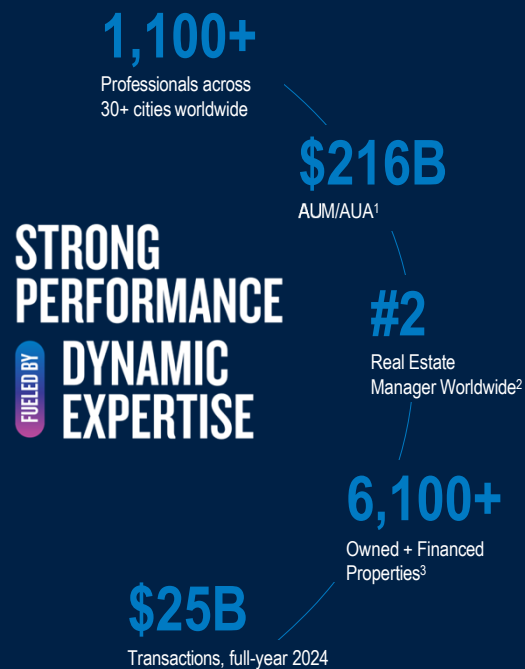 1,100+
Professionals across
30+ cities worldwide
$216B
AUM/AUA¹
STRONG
PERFORMANCE
FUELED BY
DYNAMIC
EXPERTISE
#2
Real Estate
Manager Worldwide²
6,100+
Owned + Financed
Properties³
$25B
Transactions, full-year 2024